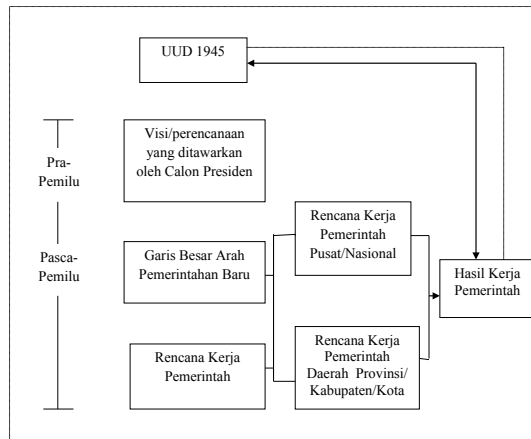 UUD 1945
Visi/perencanaan
yang ditawarkan
oleh Calon Presiden
Pra-
Pemilu
Rencana Kerja
Pemerintah
Pusat/Nasional
Pasca-
Pemilu
Garis Besar Arah
Pemerintahan Baru
Hasil Kerja
Pemerintah
Rencana Kerja
Pemerintah
Rencana Kerja
Pemerintah
Daerah Provinsi/
Kabupaten/Kota